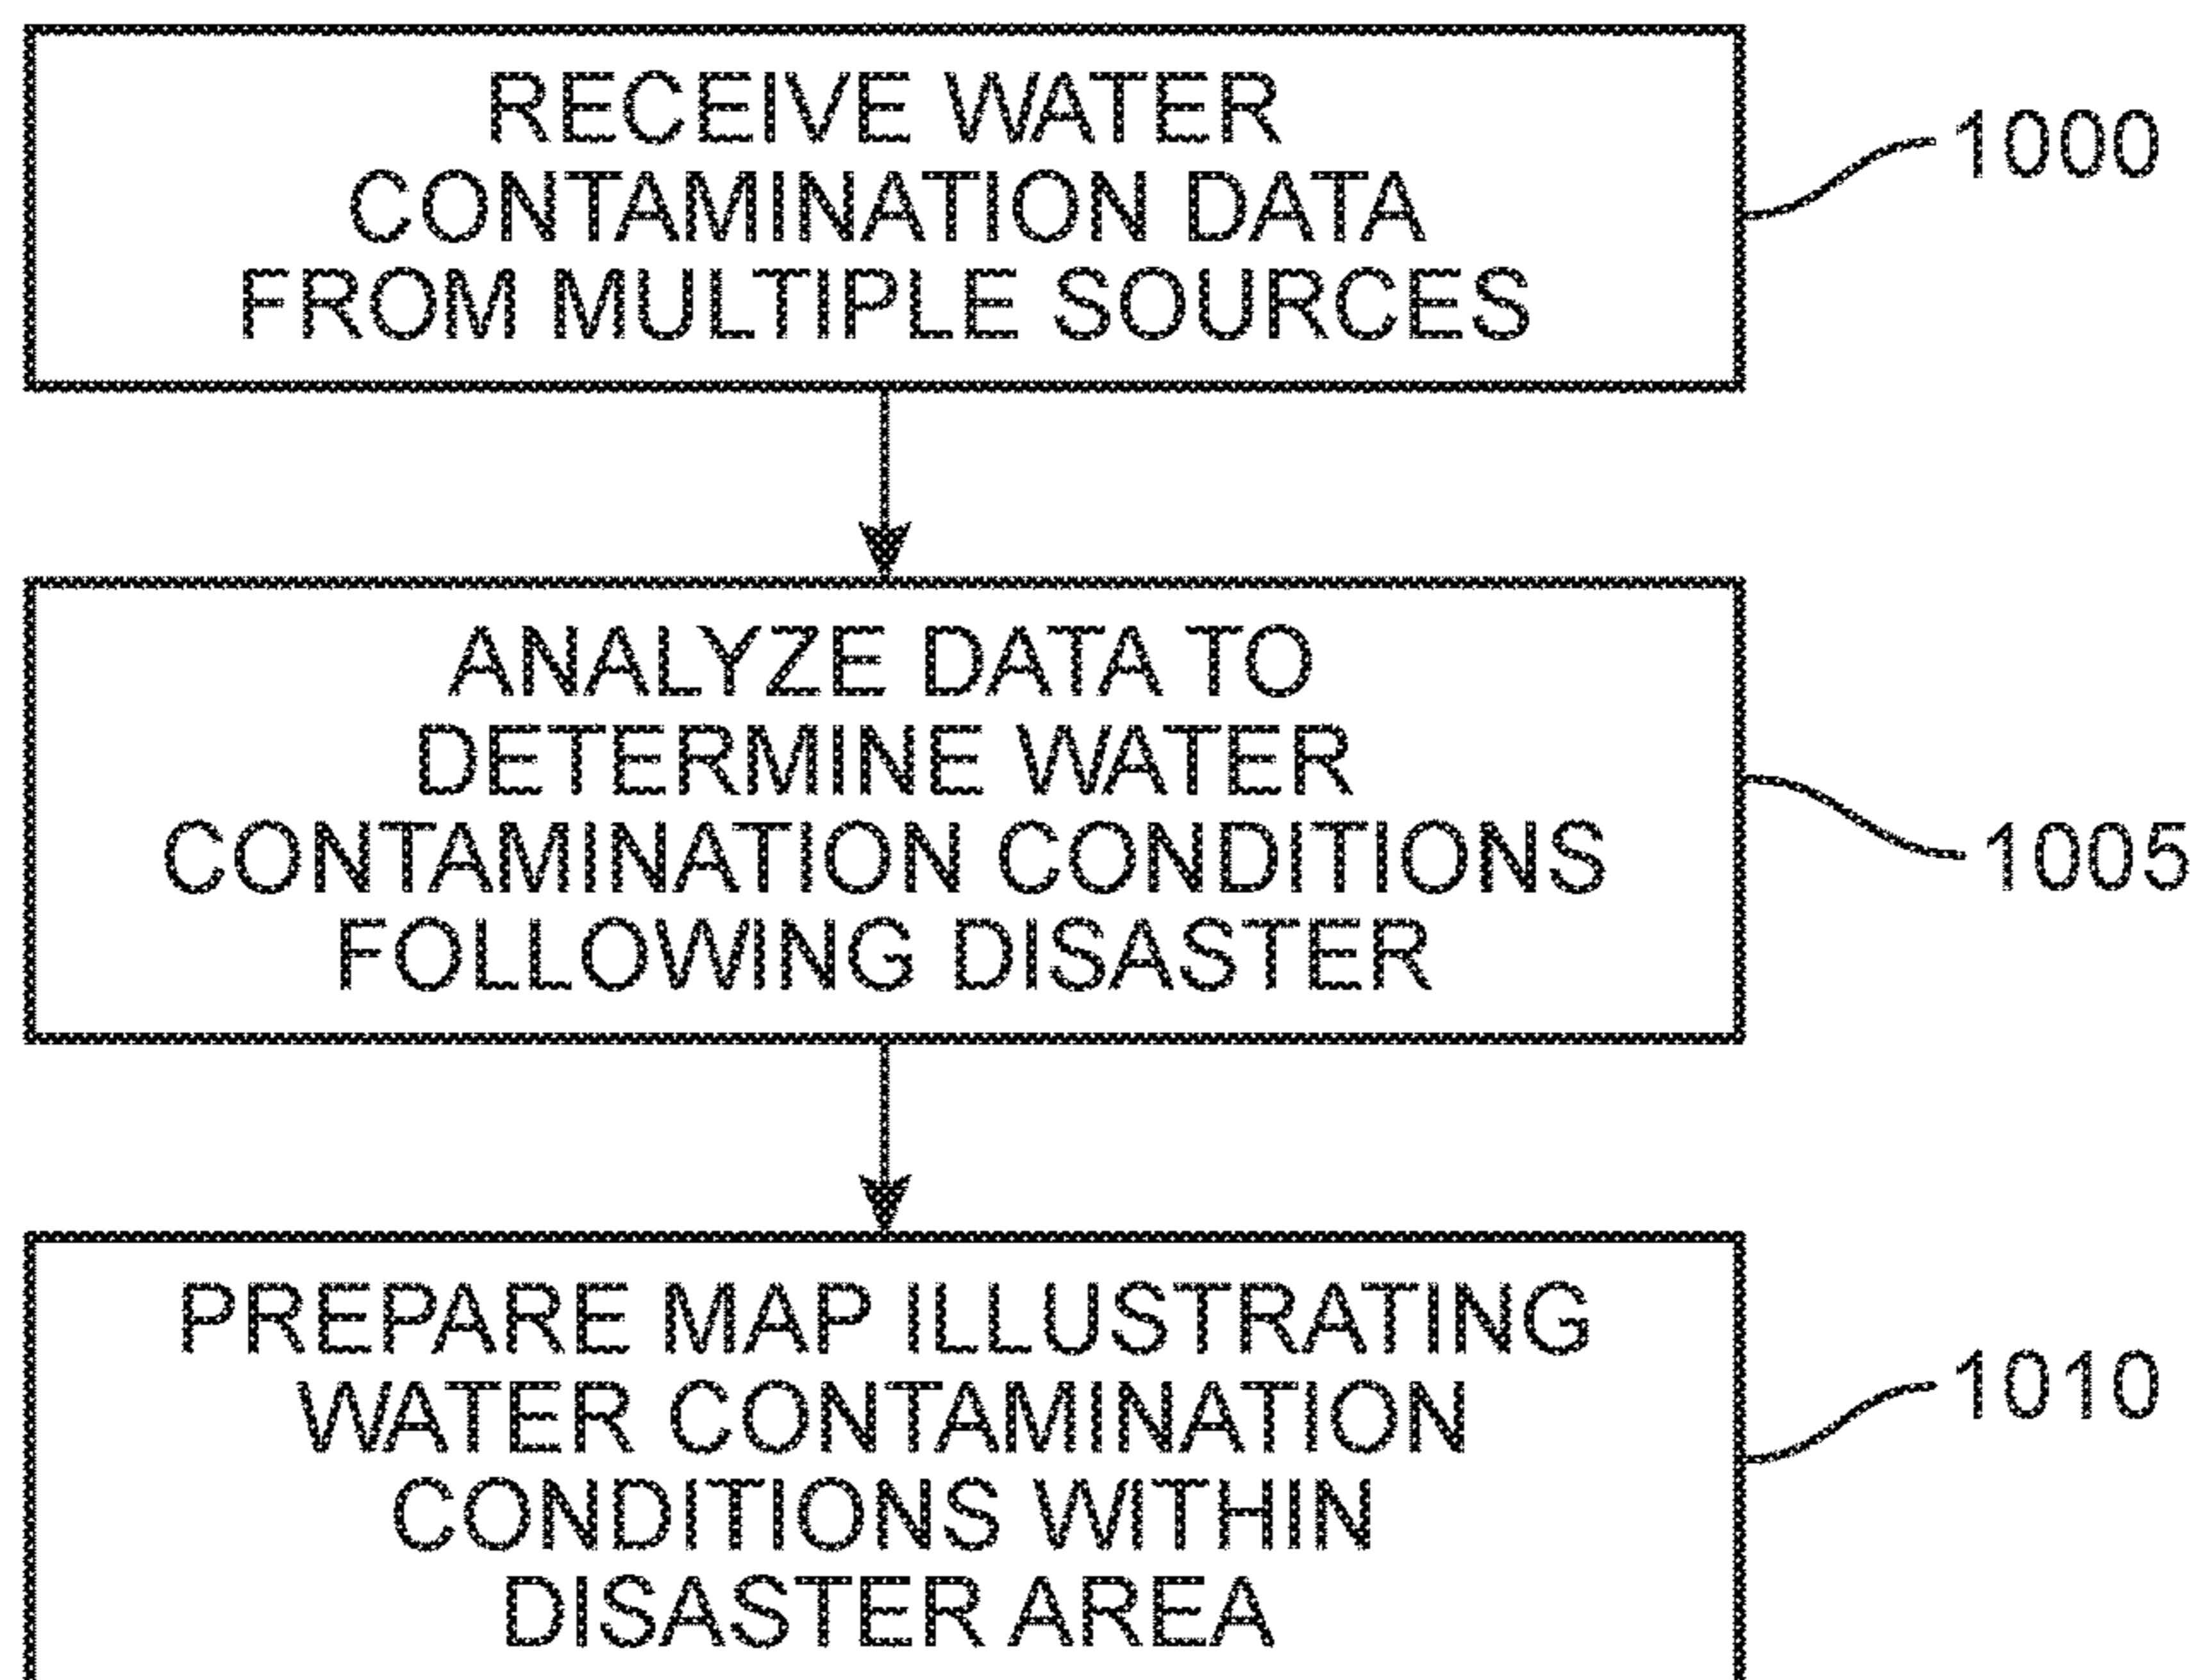 RECEIVE WATER
CONTAMINATION DATA
FROM MULTIPLE SOURCES
1000
ANALYZE DATA TO
DETERMINE WATER
CONTAMINATION CONDITIONS
FOLLOWING DISASTER
1005
PREPARE MAP ILLUSTRATING
WATER CONTAMINATION
CONDITIONS WITHIN
DISASTER AREA
1010